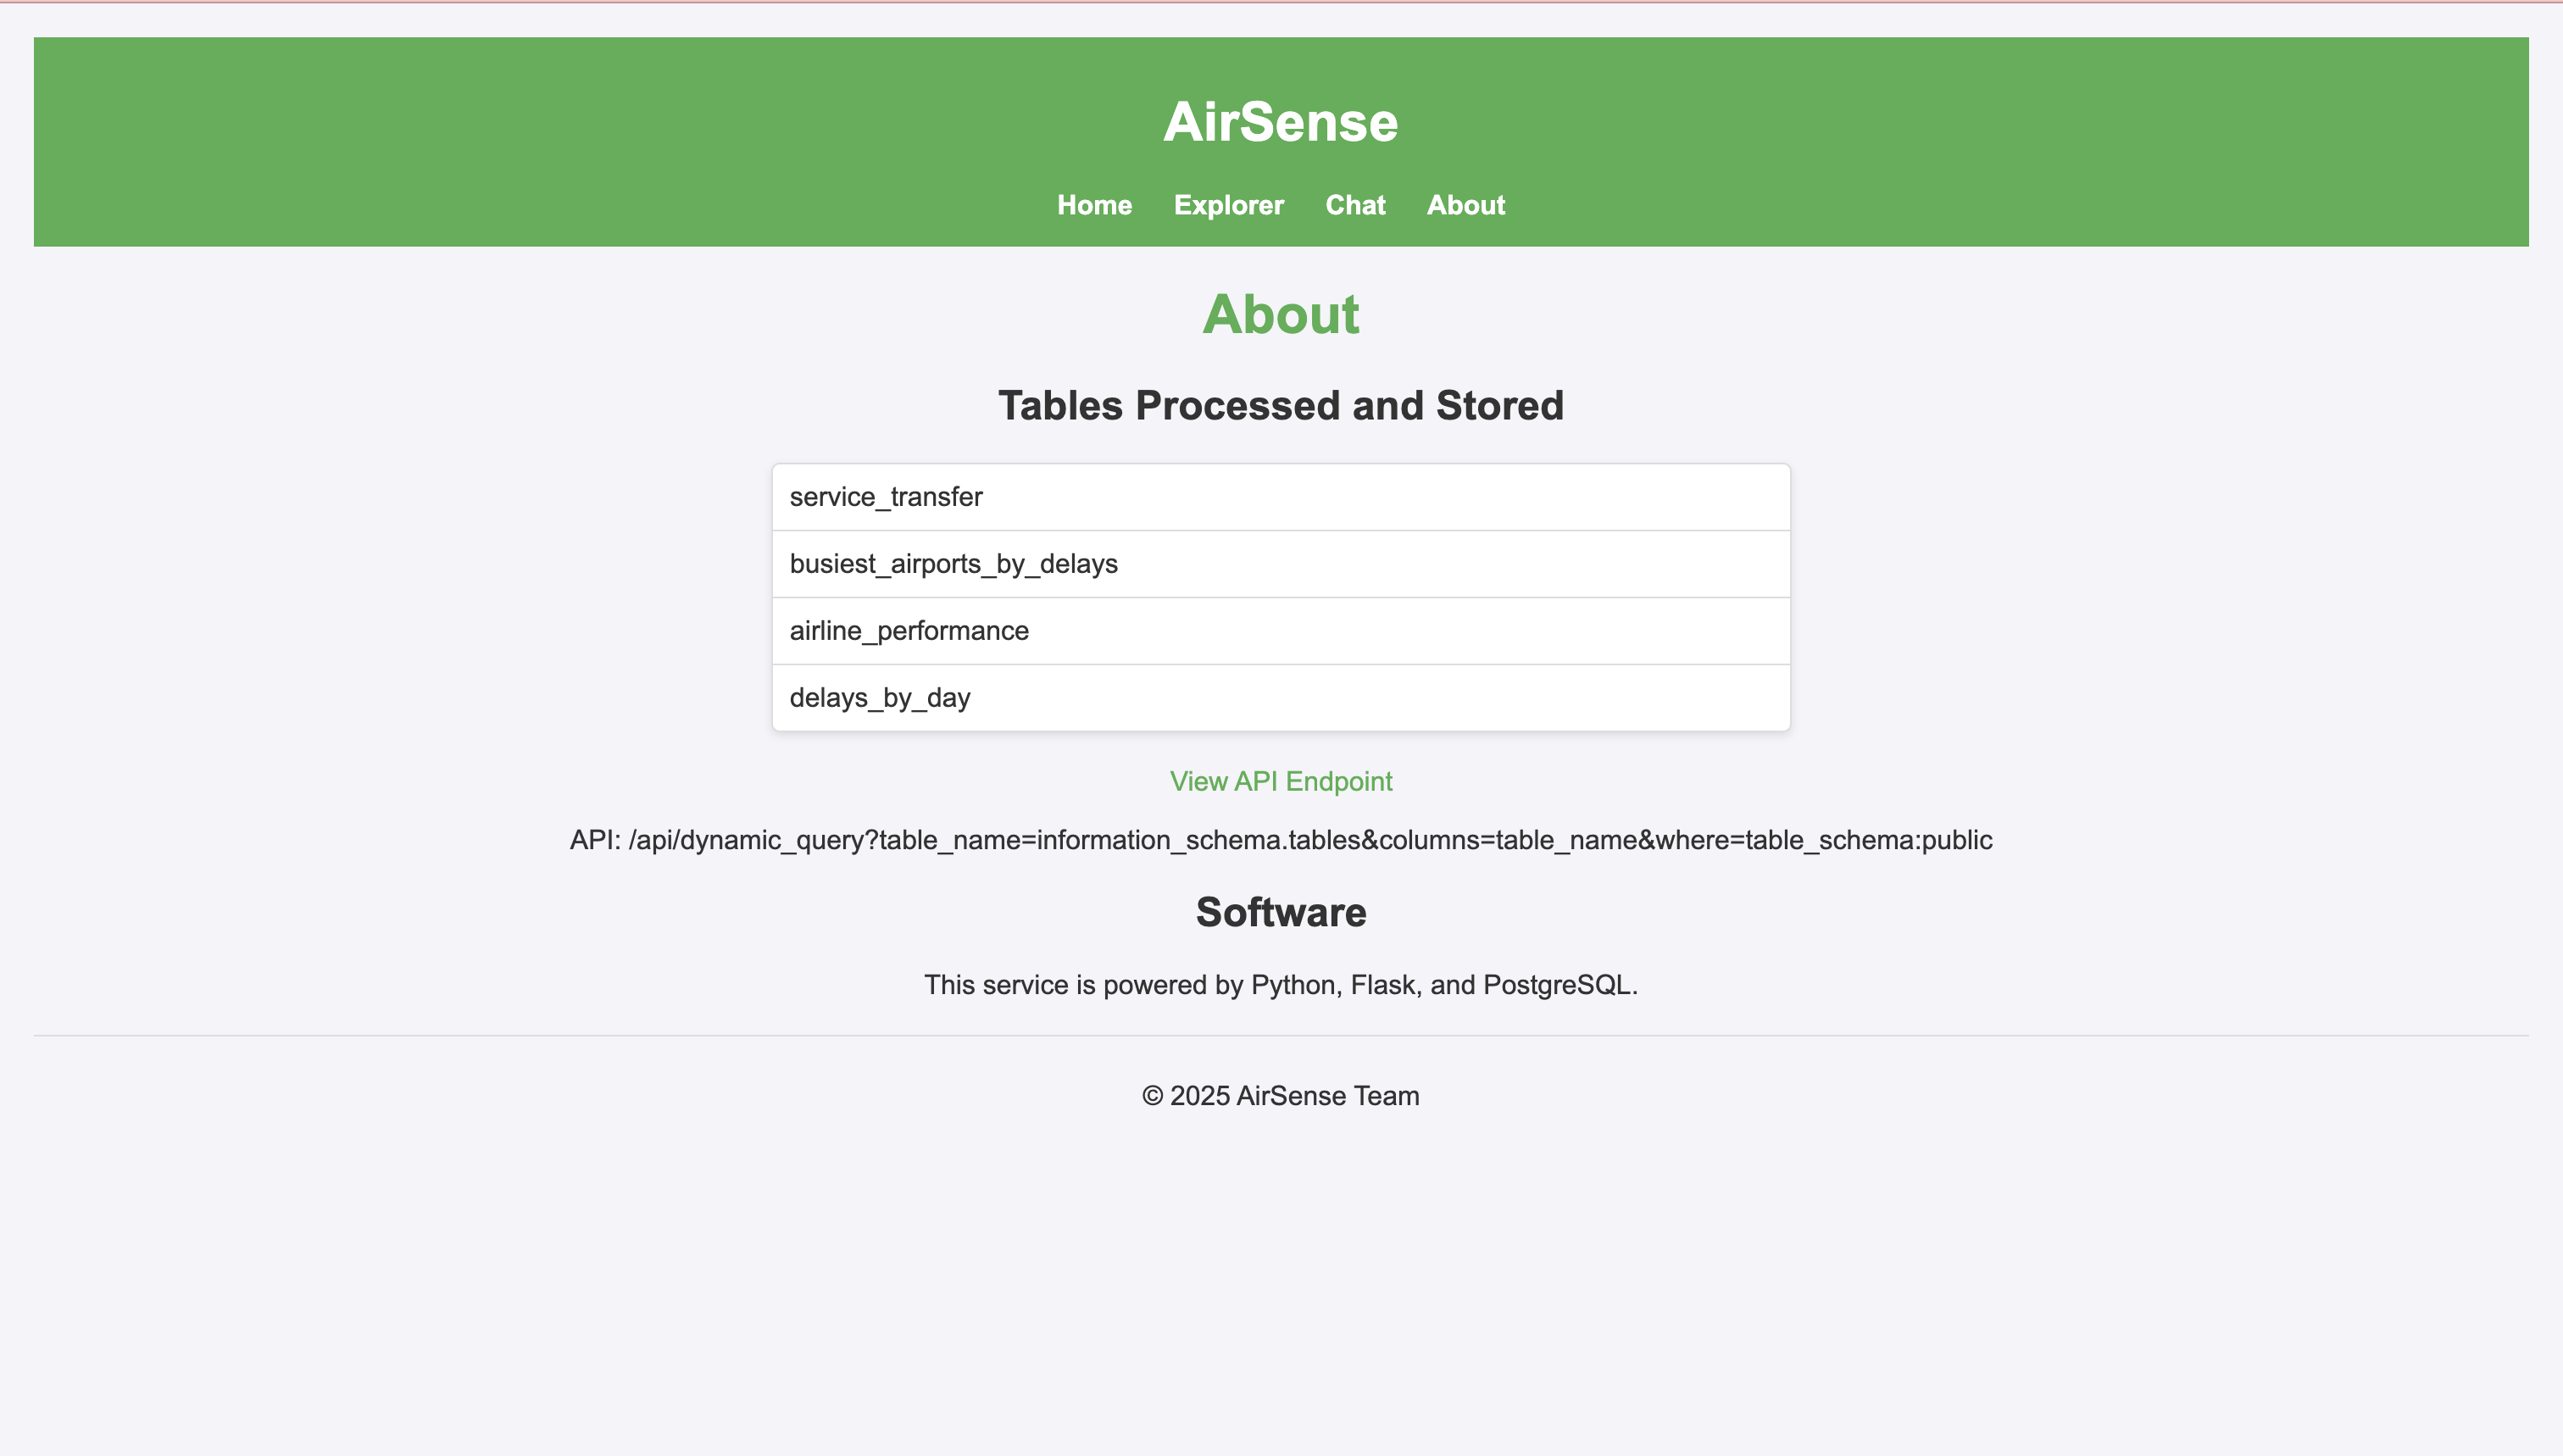 AirSense
Home Explorer Chat About
About
Tables Processed and Stored
service_transfer
busiest_airports_by_delays
airline_performance
delays_by_day
View API Endpoint
API: /api/dynamic_query?table_name=information_schema.tables&columns=table_name&where=table_schema:public
Software
This service is powered by Python, Flask, and PostgreSQL.
© 2025 AirSense Team